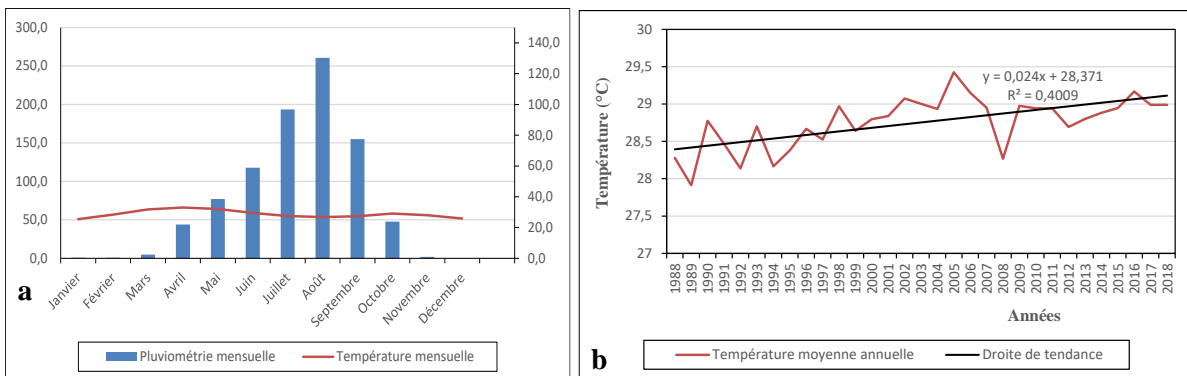 300,0
250,0
200,0
150,0
100,0
50,0
0,0
140,0
120,0
100,0
80,0
60,0
40,0
20,0
0,0
Janvier
Février
Mars
Avril
Mai
Juin
Juillet
Août
Septembre
Octobre
Novembre
Décembre
a
Pluviométrie mensuelle
Température mensuelle
30
29,5
29
28,5
28
27,5
27
Température (°C)
y = 0,024x + 28,371
R² = 0,4009
1988
1989
1990
1991
1992
1993
1994
1995
1996
1997
1998
1999
2000
2001
2002
2003
2004
2005
2006
2007
2008
2009
2010
2011
2012
2013
2014
2015
2016
2017
2018
Années
b
Température moyenne annuelle
Droite de tendance